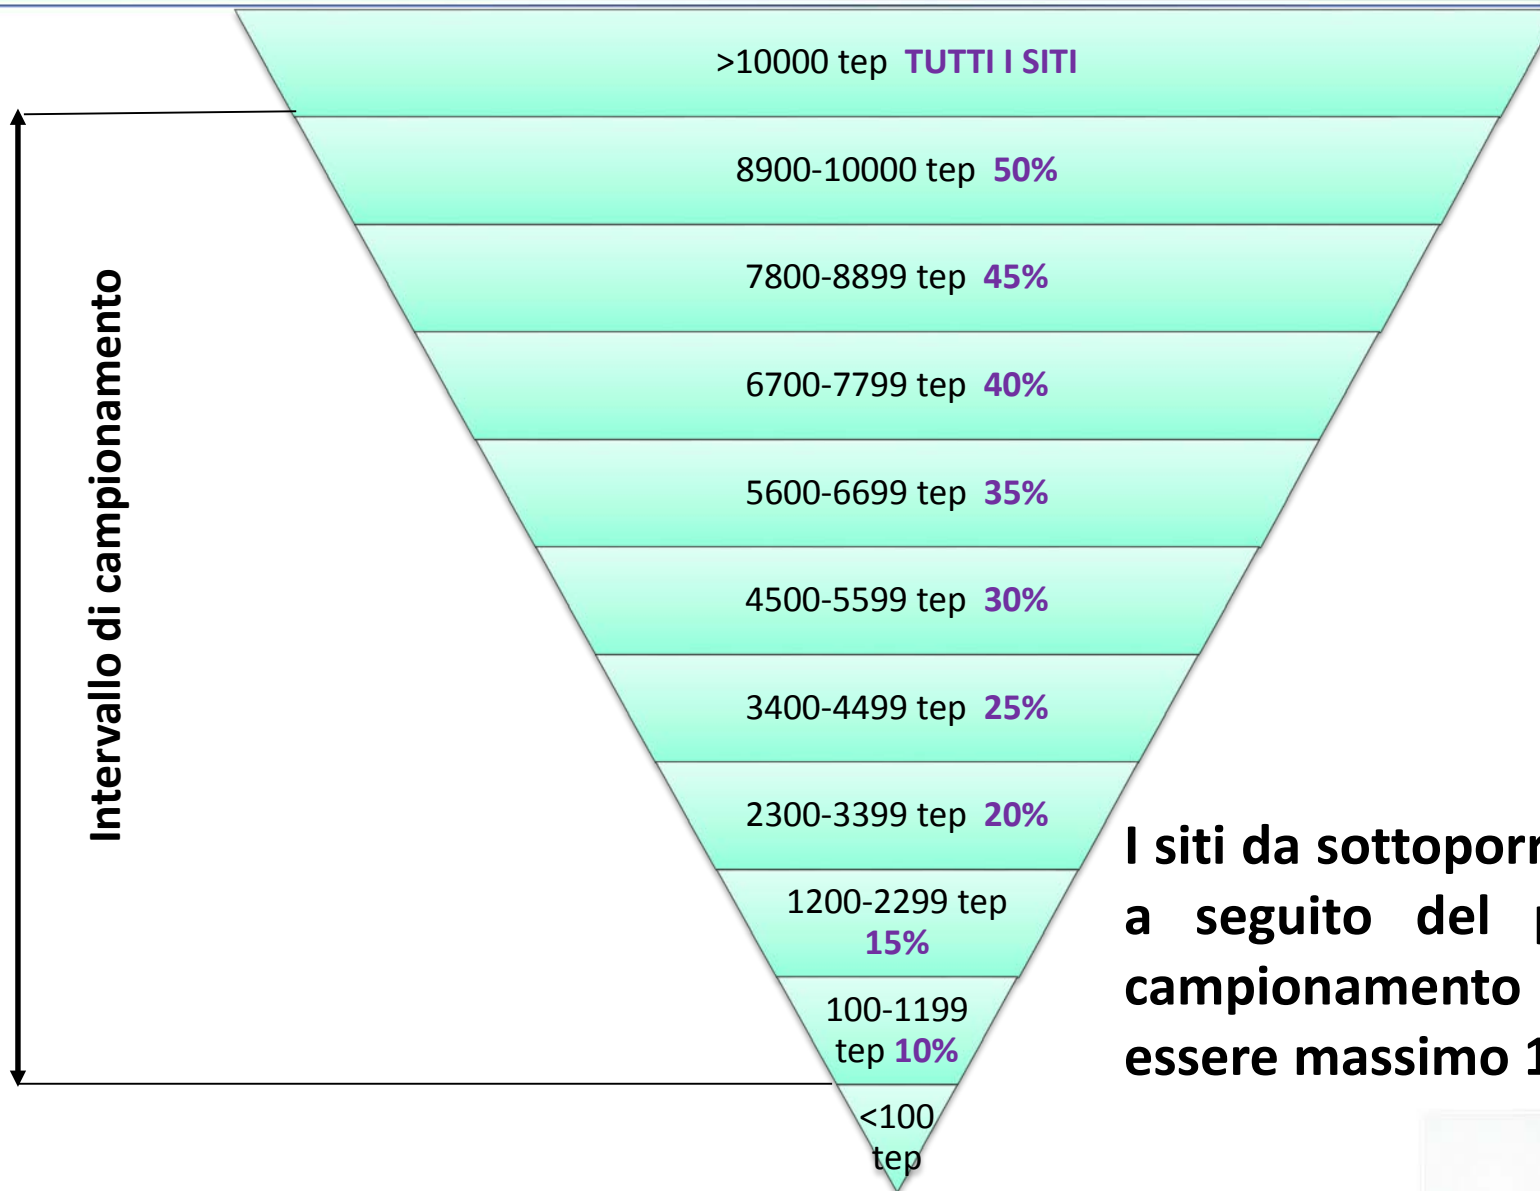 >10000 tep TUTTI I SITI
8900-10000 tep 50%
7800-8899 tep 45%
6700-7799 tep 40%
5600-6699 tep 35%
4500-5599 tep 30%
3400-4499 tep 25%
2300-3399 tep 20%
1200-2299 tep
15%
100-1199
tep 10%
<100
tep
Intervallo di campionamento
I siti da
a seguito del
campionamento
essere massimo